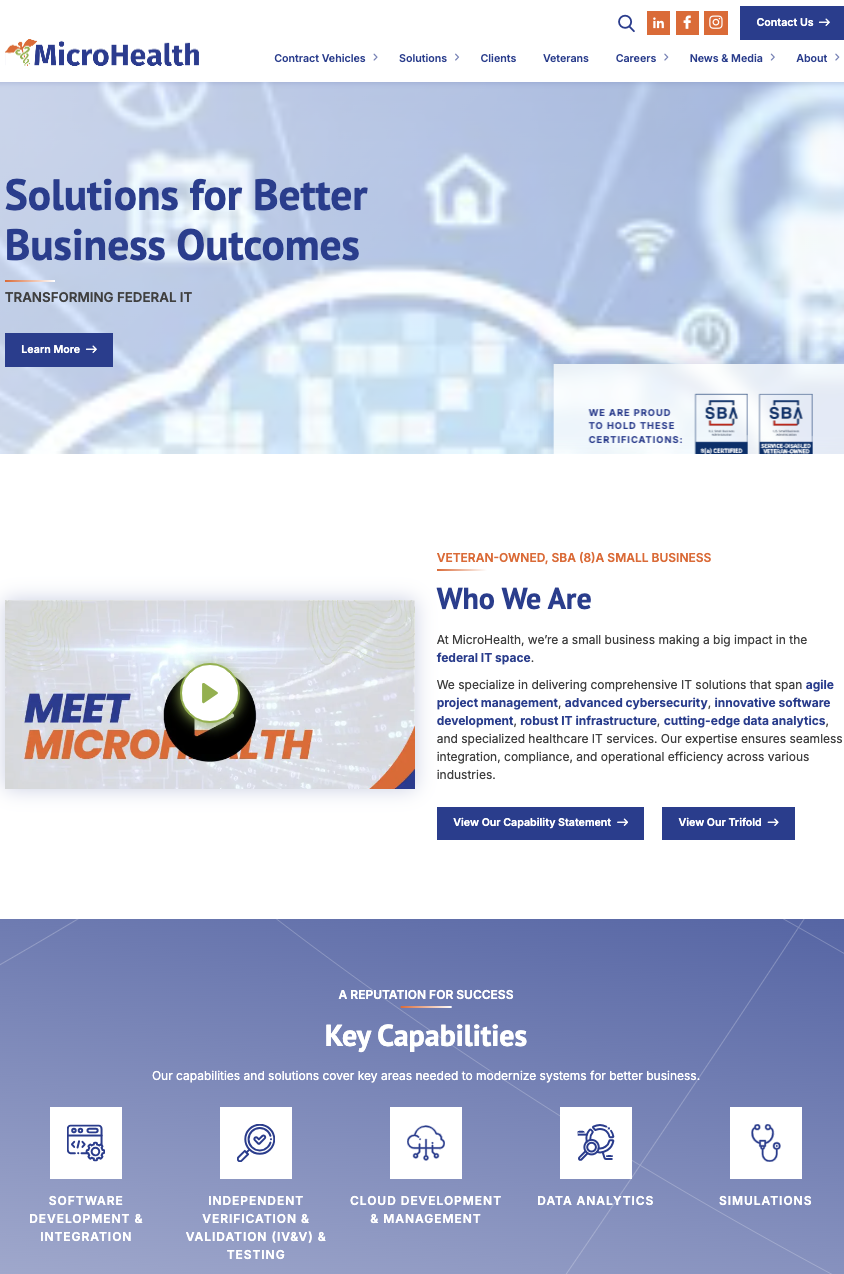 Contact Us
MicroHealth
Contract Vehicles
Solutions
Clients
Veterans
Careers
News & Media
About
Solutions for Better
Business Outcomes
TRANSFORMING FEDERAL IT
Learn More
WE ARE PROUD
TO HOLD THESE
CERTIFICATIONS:
SBA
8(a) CERTIFIED
SBA
SERVICE-DISABLED
VETERAN-OWNED
VETERAN-OWNED, SBA (8)A SMALL BUSINESS
Who We Are
At MicroHealth, we’re a small business making a big impact in the
federal IT space.
We specialize in delivering comprehensive IT solutions that span agile
project management, advanced cybersecurity, innovative software
development, robust IT infrastructure, cutting-edge data analytics,
and specialized healthcare IT services. Our expertise ensures seamless
integration, compliance, and operational efficiency across various
industries.
MEET
MICROHEALTH
View Our Capability Statement
View Our Trifold
A REPUTATION FOR SUCCESS
Key Capabilities
Our capabilities and solutions cover key areas needed to modernize systems for better business.
SOFTWARE
DEVELOPMENT &
INTEGRATION
INDEPENDENT
VERIFICATION &
VALIDATION (IV&V) &
TESTING
CLOUD DEVELOPMENT
& MANAGEMENT
DATA ANALYTICS
SIMULATIONS